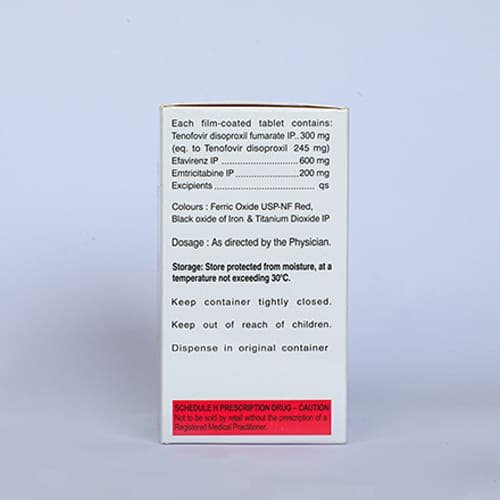 Each film-coated tablet contains:
Tenofovir disoproxil fumarate IP..300 mg
(eq. to Tenofovir disoproxil 245 mg)
Efavirenz IP ........................ 600 mg
Emtricitabine IP .................... 200 mg
Excipients ............................... qs
Colours : Ferric Oxide USP-NF Red,
Black oxide of Iron & Titanium Dioxide IP
Dosage : As directed by the Physician.
Storage: Store protected from moisture, at a
temperature not exceeding 30°C.
Keep container tightly closed.
Keep out of reach of children.
Dispense in original container
SCHEDULE H PRESCRIPTION DRUG – CAUTION
Not to be sold by retail without the prescription of a
Registered Medical Practitioner.